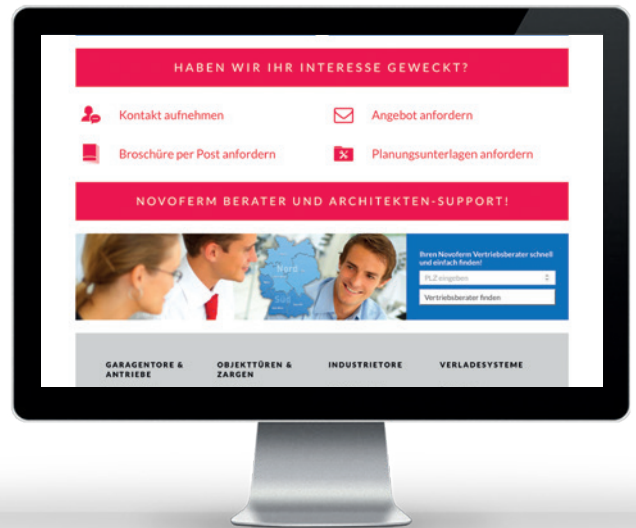 HABEN WIR IHR INTERESSE GEWECKT?
Kontakt aufnehmen
Angebot anfordern
Broschüre per Post anfordern
Planungsunterlagen anfordern
NOVOFERM BERATER UND ARCHITEKTEN-SUPPORT!
Nord
Süd
Ihren Novoferm Vertriebsberater schnell
und einfach finden!
PLZ eingeben
Vertriebsberater finden
GARAGENTORE &
ANTRIEBE
OBJEKTTÜREN &
ZARGEN
INDUSTRIETORE
VERLADESYSTEME